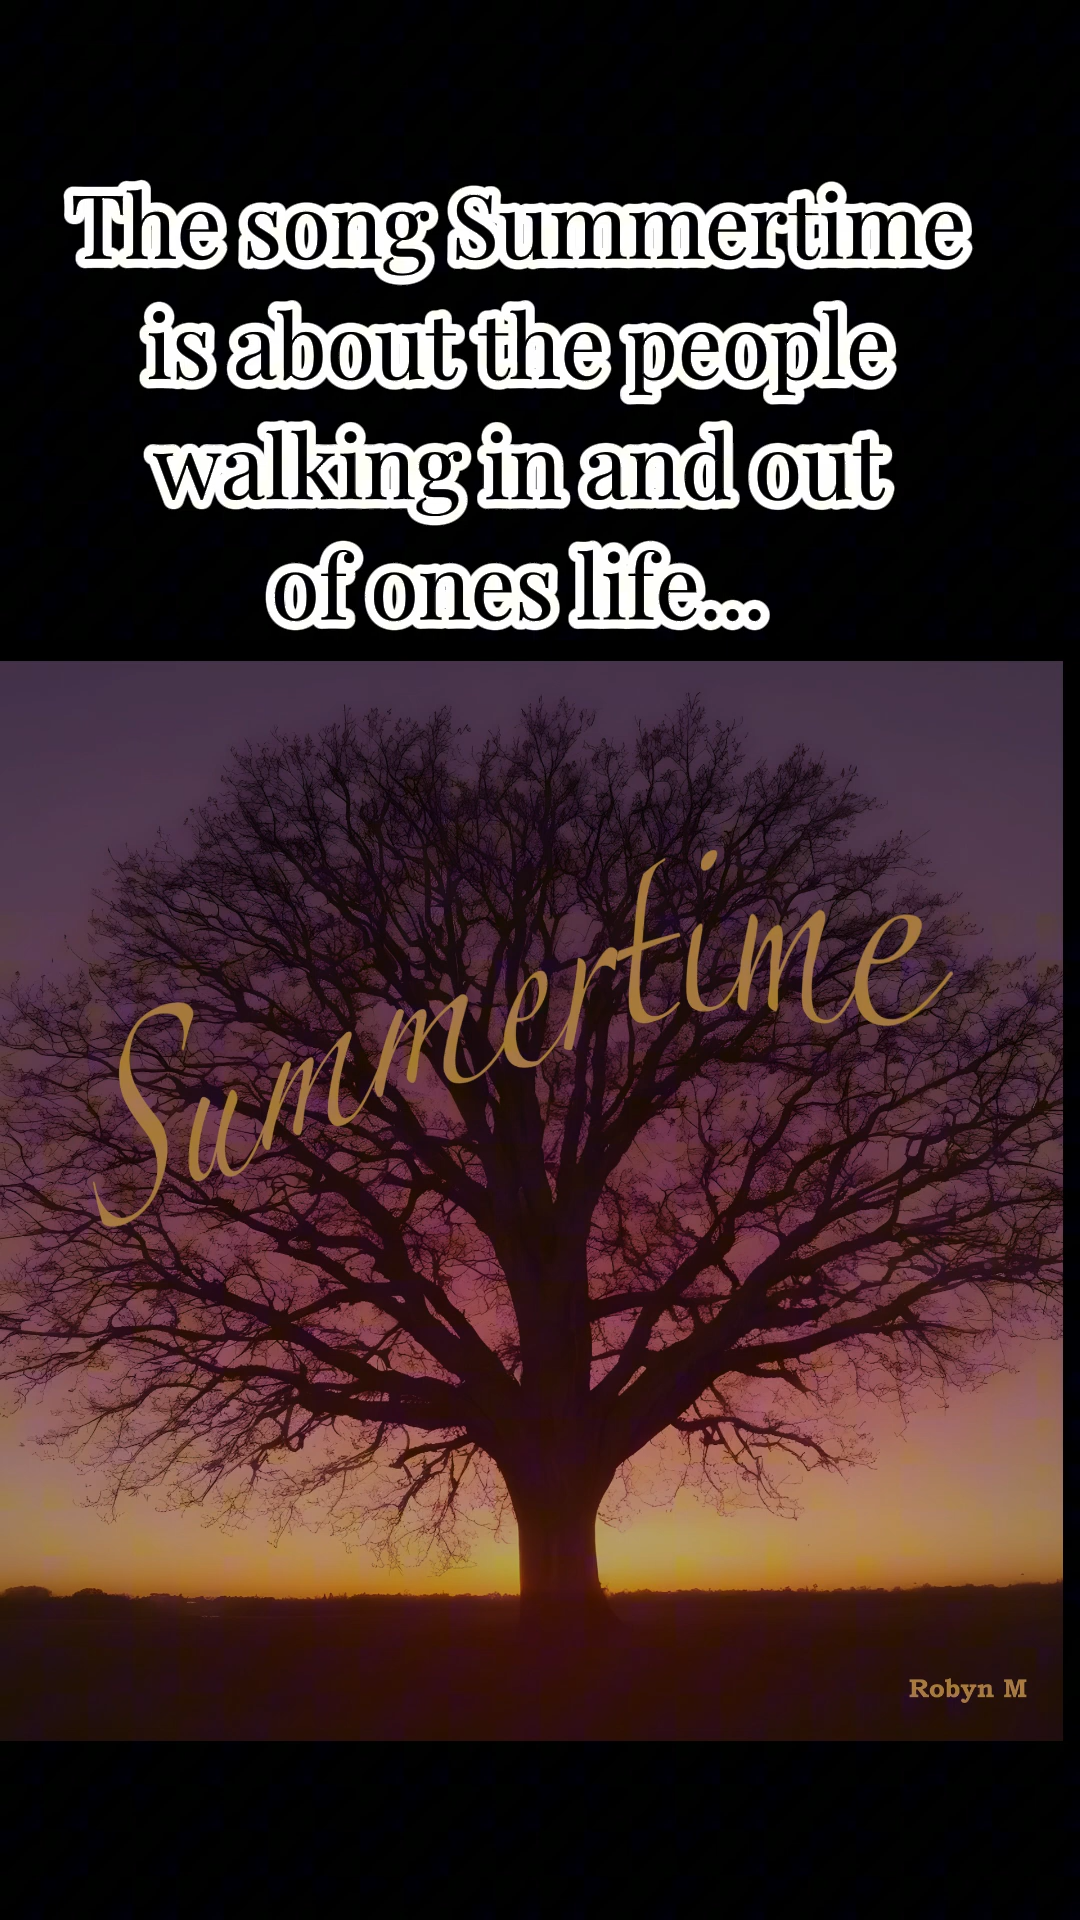 The song Summertime
is about the people
walking in and out
of ones life...
Summertime
Robyn M